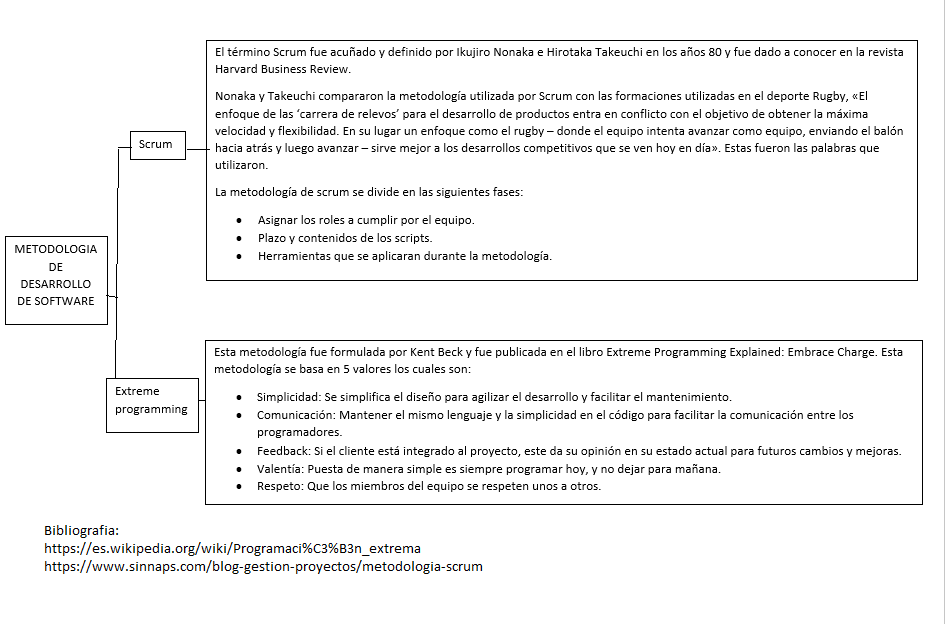 El término Scrum fue acuñado y definido por Ikujiro Nonaka e Hirotaka Takeuchi en los años 80 y fue dado a conocer en la revista
Harvard Business Review.
Nonaka y Takeuchi compararon la metodología utilizada por Scrum con las formaciones utilizadas en el deporte Rugby, «El
enfoque de las ‘carrera de relevos’ para el desarrollo de productos entra en conflicto con el objetivo de obtener la máxima
velocidad y flexibilidad. En su lugar un enfoque como el rugby – donde el equipo intenta avanzar como equipo, enviando el balón
hacia atrás y luego avanzar – sirve mejor a los desarrollos competitivos que se ven hoy en día». Estas fueron las palabras que
utilizaron.
La metodología de scrum se divide en las siguientes fases:
• Asignar los roles a cumplir por el equipo.
• Plazo y contenidos de los scripts.
• Herramientas que se aplicaran durante la metodología.
Scrum
METODOLOGIA
DE
DESARROLLO
DE SOFTWARE
Extreme
programming
Esta metodología fue formulada por Kent Beck y fue publicada en el libro Extreme Programming Explained: Embrace Charge. Esta
metodología se basa en 5 valores los cuales son:
• Simplicidad: Se simplifica el diseño para agilizar el desarrollo y facilitar el mantenimiento.
• Comunicación: Mantener el mismo lenguaje y la simplicidad en el código para facilitar la comunicación entre los
programadores.
• Feedback: Si el cliente está integrado al proyecto, este da su opinión en su estado actual para futuros cambios y mejoras.
• Valentía: Puesta de manera simple es siempre programar hoy, y no dejar para mañana.
• Respeto: Que los miembros del equipo se respeten unos a otros.
Bibliografia:
https://es.wikipedia.org/wiki/Programaci%C3%B3n_extrema
https://www.sinnaps.com/blog-gestion-proyectos/metodologia-scrum